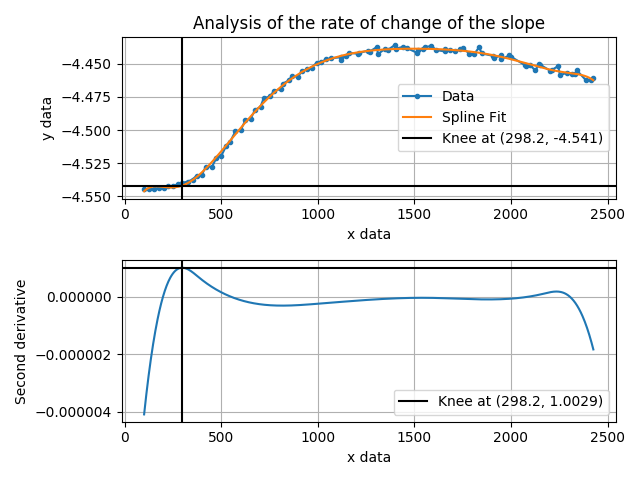 Analysis of the rate of change of the slope
−4.450
−4.475
−4.500
−4.525
−4.550
y data
Data
Spline Fit
Knee at (298.2, -4.541)
0 500 1000 1500 2000 2500
x data
0.000000
−0.000002
−0.000004
Second derivative
Knee at (298.2, 1.0029)
0 500 1000 1500 2000 2500
x data